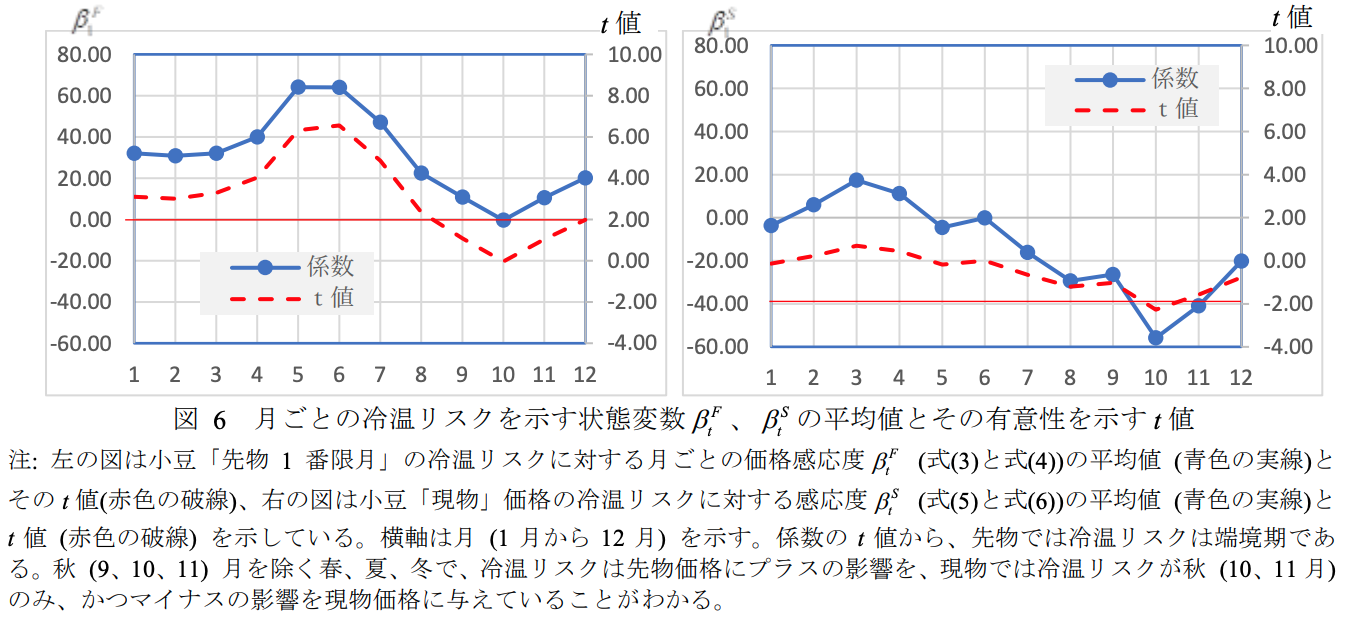 β_t^F t 値 β_t^S t 値
80.00 10.00 80.00 10.00
60.00 8.00 60.00 8.00
40.00 6.00 40.00 6.00
20.00 4.00 20.00 4.00
0.00 2.00 0.00 2.00
-20.00 0.00 -20.00 0.00
-40.00 -2.00 -40.00 -2.00
-60.00 -4.00 -60.00 -4.00
係数
t 値
係数
t 値
1 2 3 4 5 6 7 8 9 10 11 12
1 2 3 4 5 6 7 8 9 10 11 12
図 6 月ごとの冷温リスクを示す状態変数 β_t^F 、 β_t^S の平均値とその有意性を示す t 値
注: 左の図は小豆「先物 1 番限月」の冷温リスクに対する月ごとの価格感応度 β_t^F (式(3)と式(4))の平均値 (青色の実線)と
その t 値(赤色の破線)、右の図は小豆「現物」価格の冷温リスクに対する感応度 β_t^S (式(5)と式(6))の平均値 (青色の実線)と
t 値 (赤色の破線) を示している。横軸は月 (1 月から 12 月) を示す。係数の t 値から、先物では冷温リスクは端境期であ
る。秋 (9、10、11) 月を除く春、夏、冬で、冷温リスクは先物価格にプラスの影響を、現物では冷温リスクが秋 (10、11 月)
のみ、かつマイナスの影響を現物価格に与えていることがわかる。